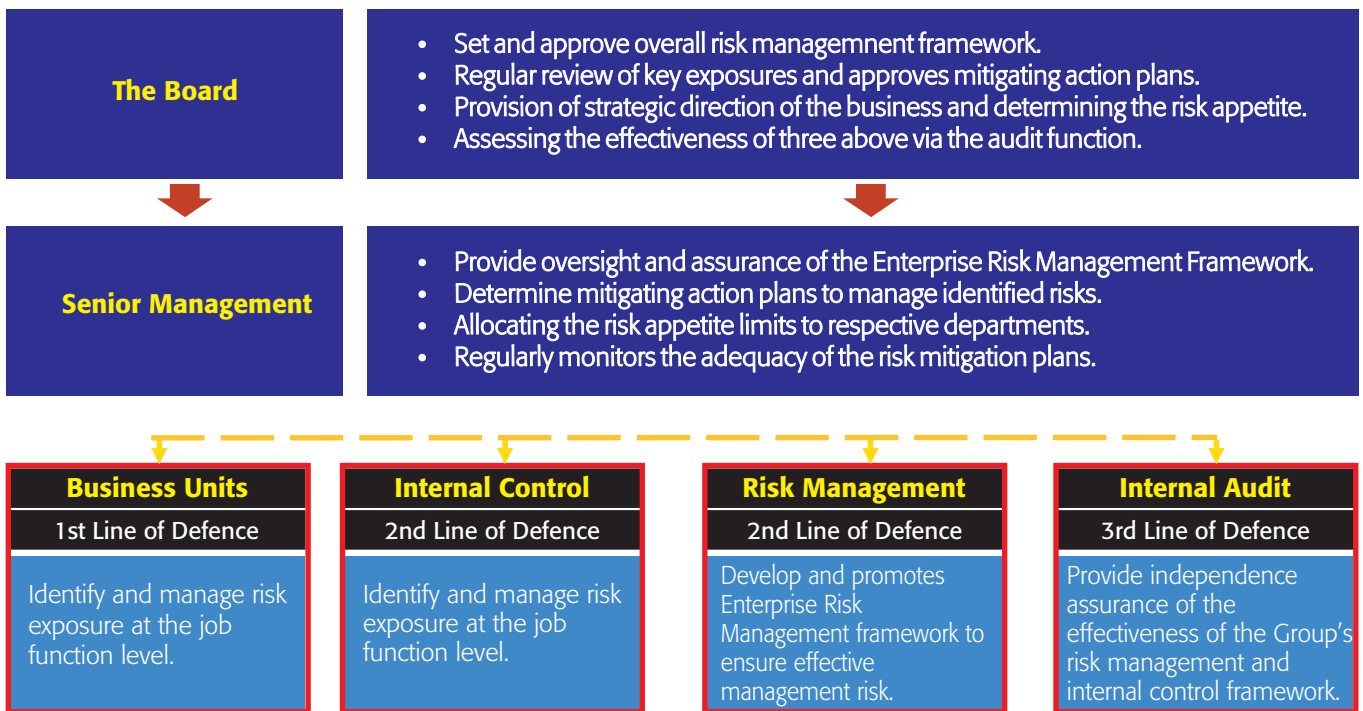 The Board
• Set and approve overall risk managemnent framework.
• Regular review of key exposures and approves mitigating action plans.
• Provision of strategic direction of the business and determining the risk appetite.
• Assessing the effectiveness of three above via the audit function.
Senior Management
• Provide oversight and assurance of the Enterprise Risk Management Framework.
• Determine mitigating action plans to manage identified risks.
• Allocating the risk appetite limits to respective departments.
• Regularly monitors the adequacy of the risk mitigation plans.
Business Units
1st Line of Defence
Identify and manage risk
exposure at the job
function level.
Internal Control
2nd Line of Defence
Identify and manage risk
exposure at the job
function level.
Risk Management
2nd Line of Defence
Develop and promotes
Enterprise Risk
Management framework to
ensure effective
management risk.
Internal Audit
3rd Line of Defence
Provide independence
assurance of the
effectiveness of the Group's
risk management and
internal control framework.